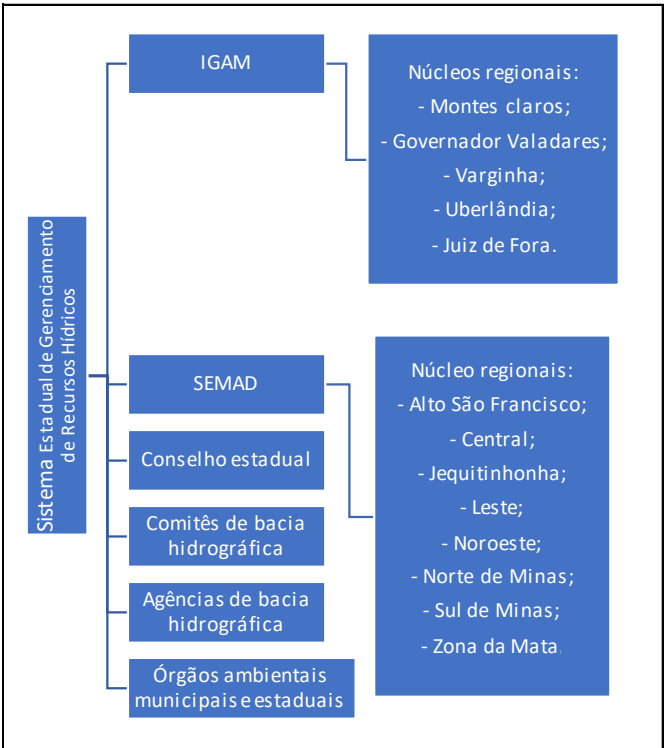 Sistema Estadual de Gerenciamento
de Recursos Hídricos
IGAM
Núcleos regionais:
- Montes claros;
- Governador Valadares;
- Varginha;
- Uberlândia;
- Juiz de Fora.
SEMAD
Núcleo regionais:
- Alto São Francisco;
- Central;
- Jequitinhonha;
- Leste;
- Noroeste;
- Norte de Minas;
- Sul de Minas;
- Zona da Mata.
Conselho estadual
Comitês de bacia
hidrográfica
Agências de bacia
hidrográfica
Órgãos ambientais
municipais e estaduais